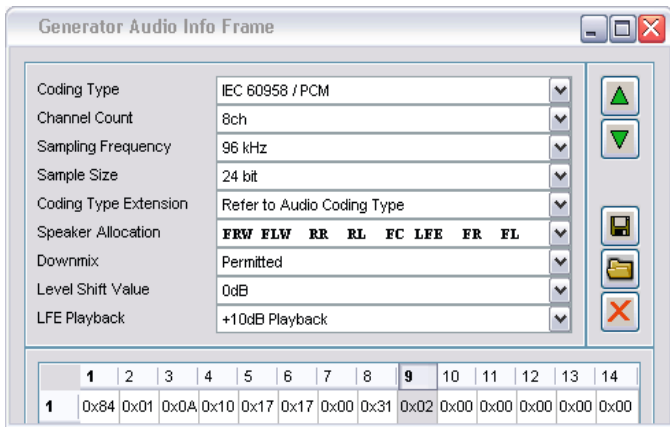 Generator Audio Info Frame
Coding Type IEC 60958 / PCM
Channel Count 8ch
Sampling Frequency 96 kHz
Sample Size 24 bit
Coding Type Extension Refer to Audio Coding Type
Speaker Allocation FRW FLW RR RL FC LFE FR FL
Downmix Permitted
Level Shift Value 0dB
LFE Playback +10dB Playback
1 2 3 4 5 6 7 8 9 10 11 12 13 14
1 0x84 0x01 0x0A 0x10 0x17 0x17 0x00 0x31 0x02 0x00 0x00 0x00 0x00 0x00